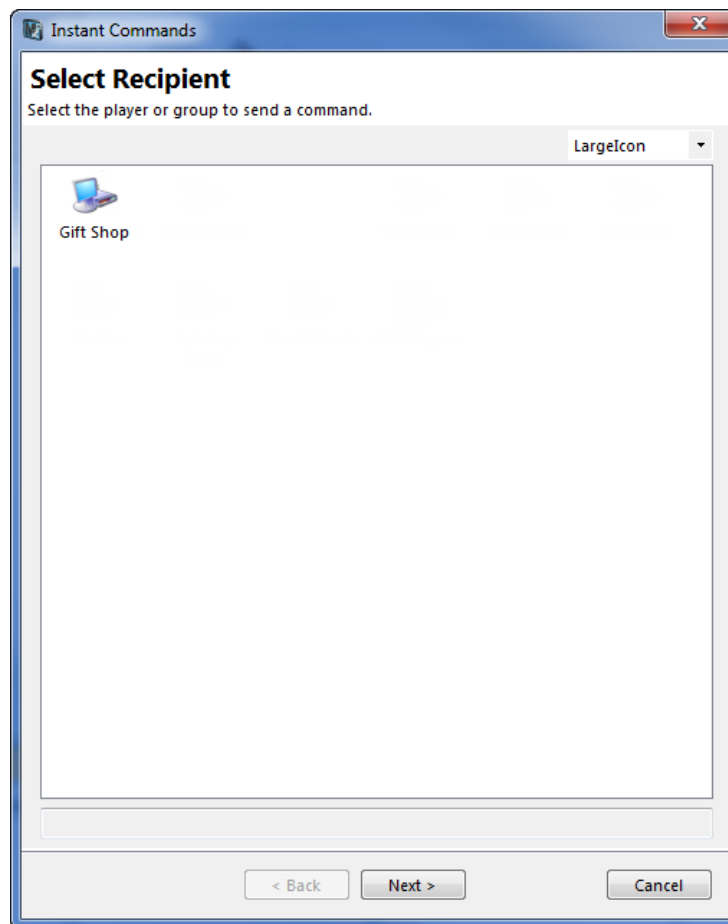 Instant Commands
Select Recipient
Select the player or group to send a command.
LargeIcon
Gift Shop
< Back
Next >
Cancel